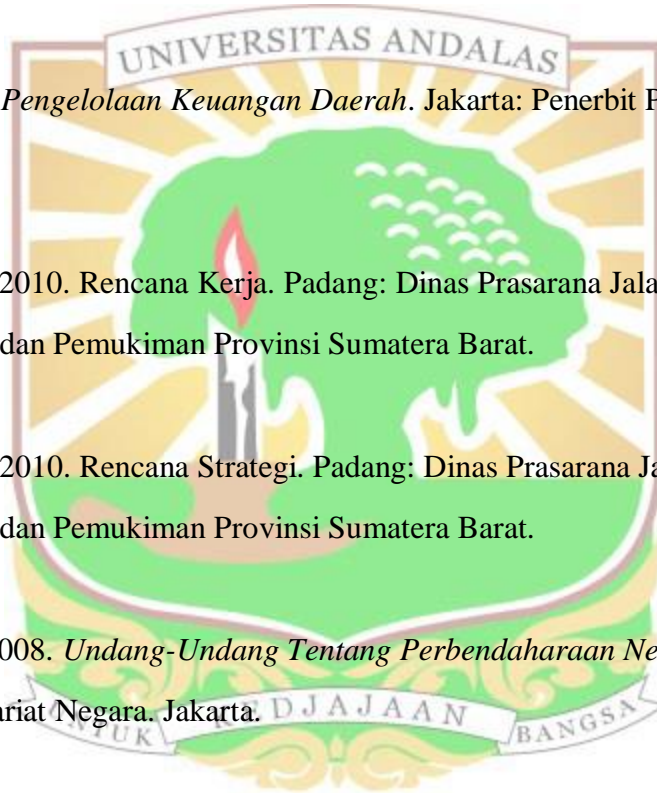 UNIVERSITAS ANDALAS
Pengelolaan Keuangan Daerah. Jakarta: Penerbit P
2010. Rencana Kerja. Padang: Dinas Prasarana Jala
dan Pemukiman Provinsi Sumatera Barat.
2010. Rencana Strategi. Padang: Dinas Prasarana Ja
dan Pemukiman Provinsi Sumatera Barat.
008. Undang-Undang Tentang Perbendaharaan Ne
ariat Negara. Jakarta.
UNTUK KEDJAJAAN BANGSA